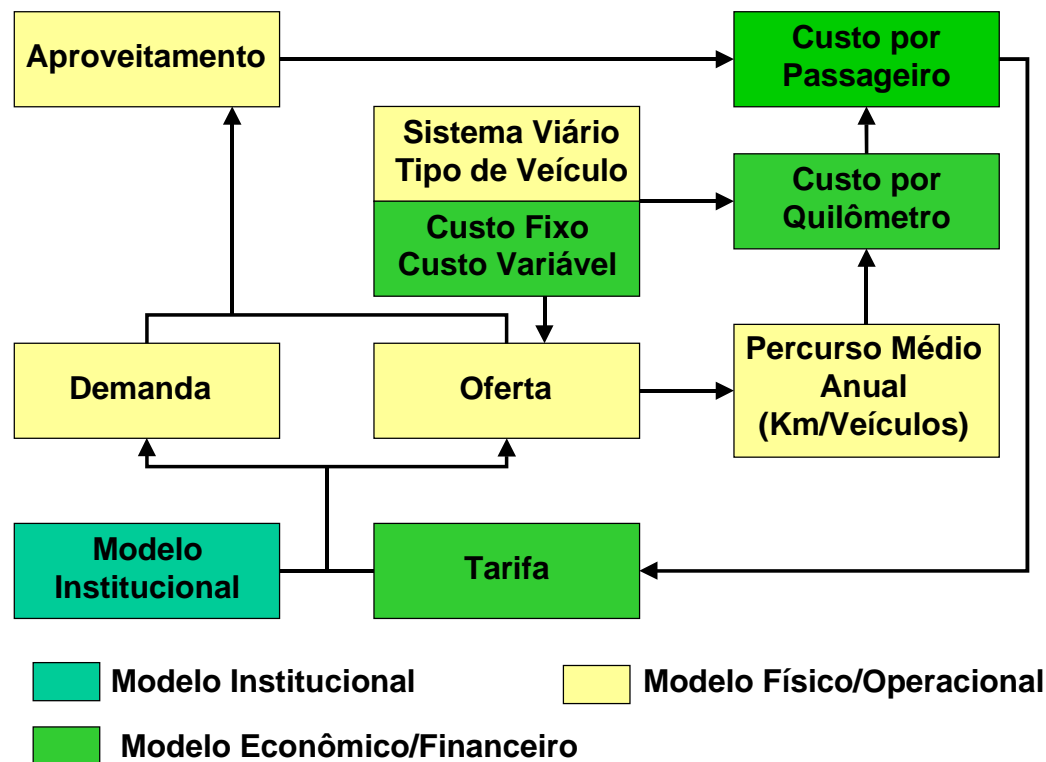 Aproveitamento
Custo por
Passageiro
Sistema Viário
Tipo de Veículo
Custo Fixo
Custo Variável
Custo por
Quilômetro
Demanda
Oferta
Percurso Médio
Anual
(Km/Veículos)
Modelo
Institucional
Tarifa
Modelo Institucional
Modelo Físico/Operacional
Modelo Econômico/Financeiro